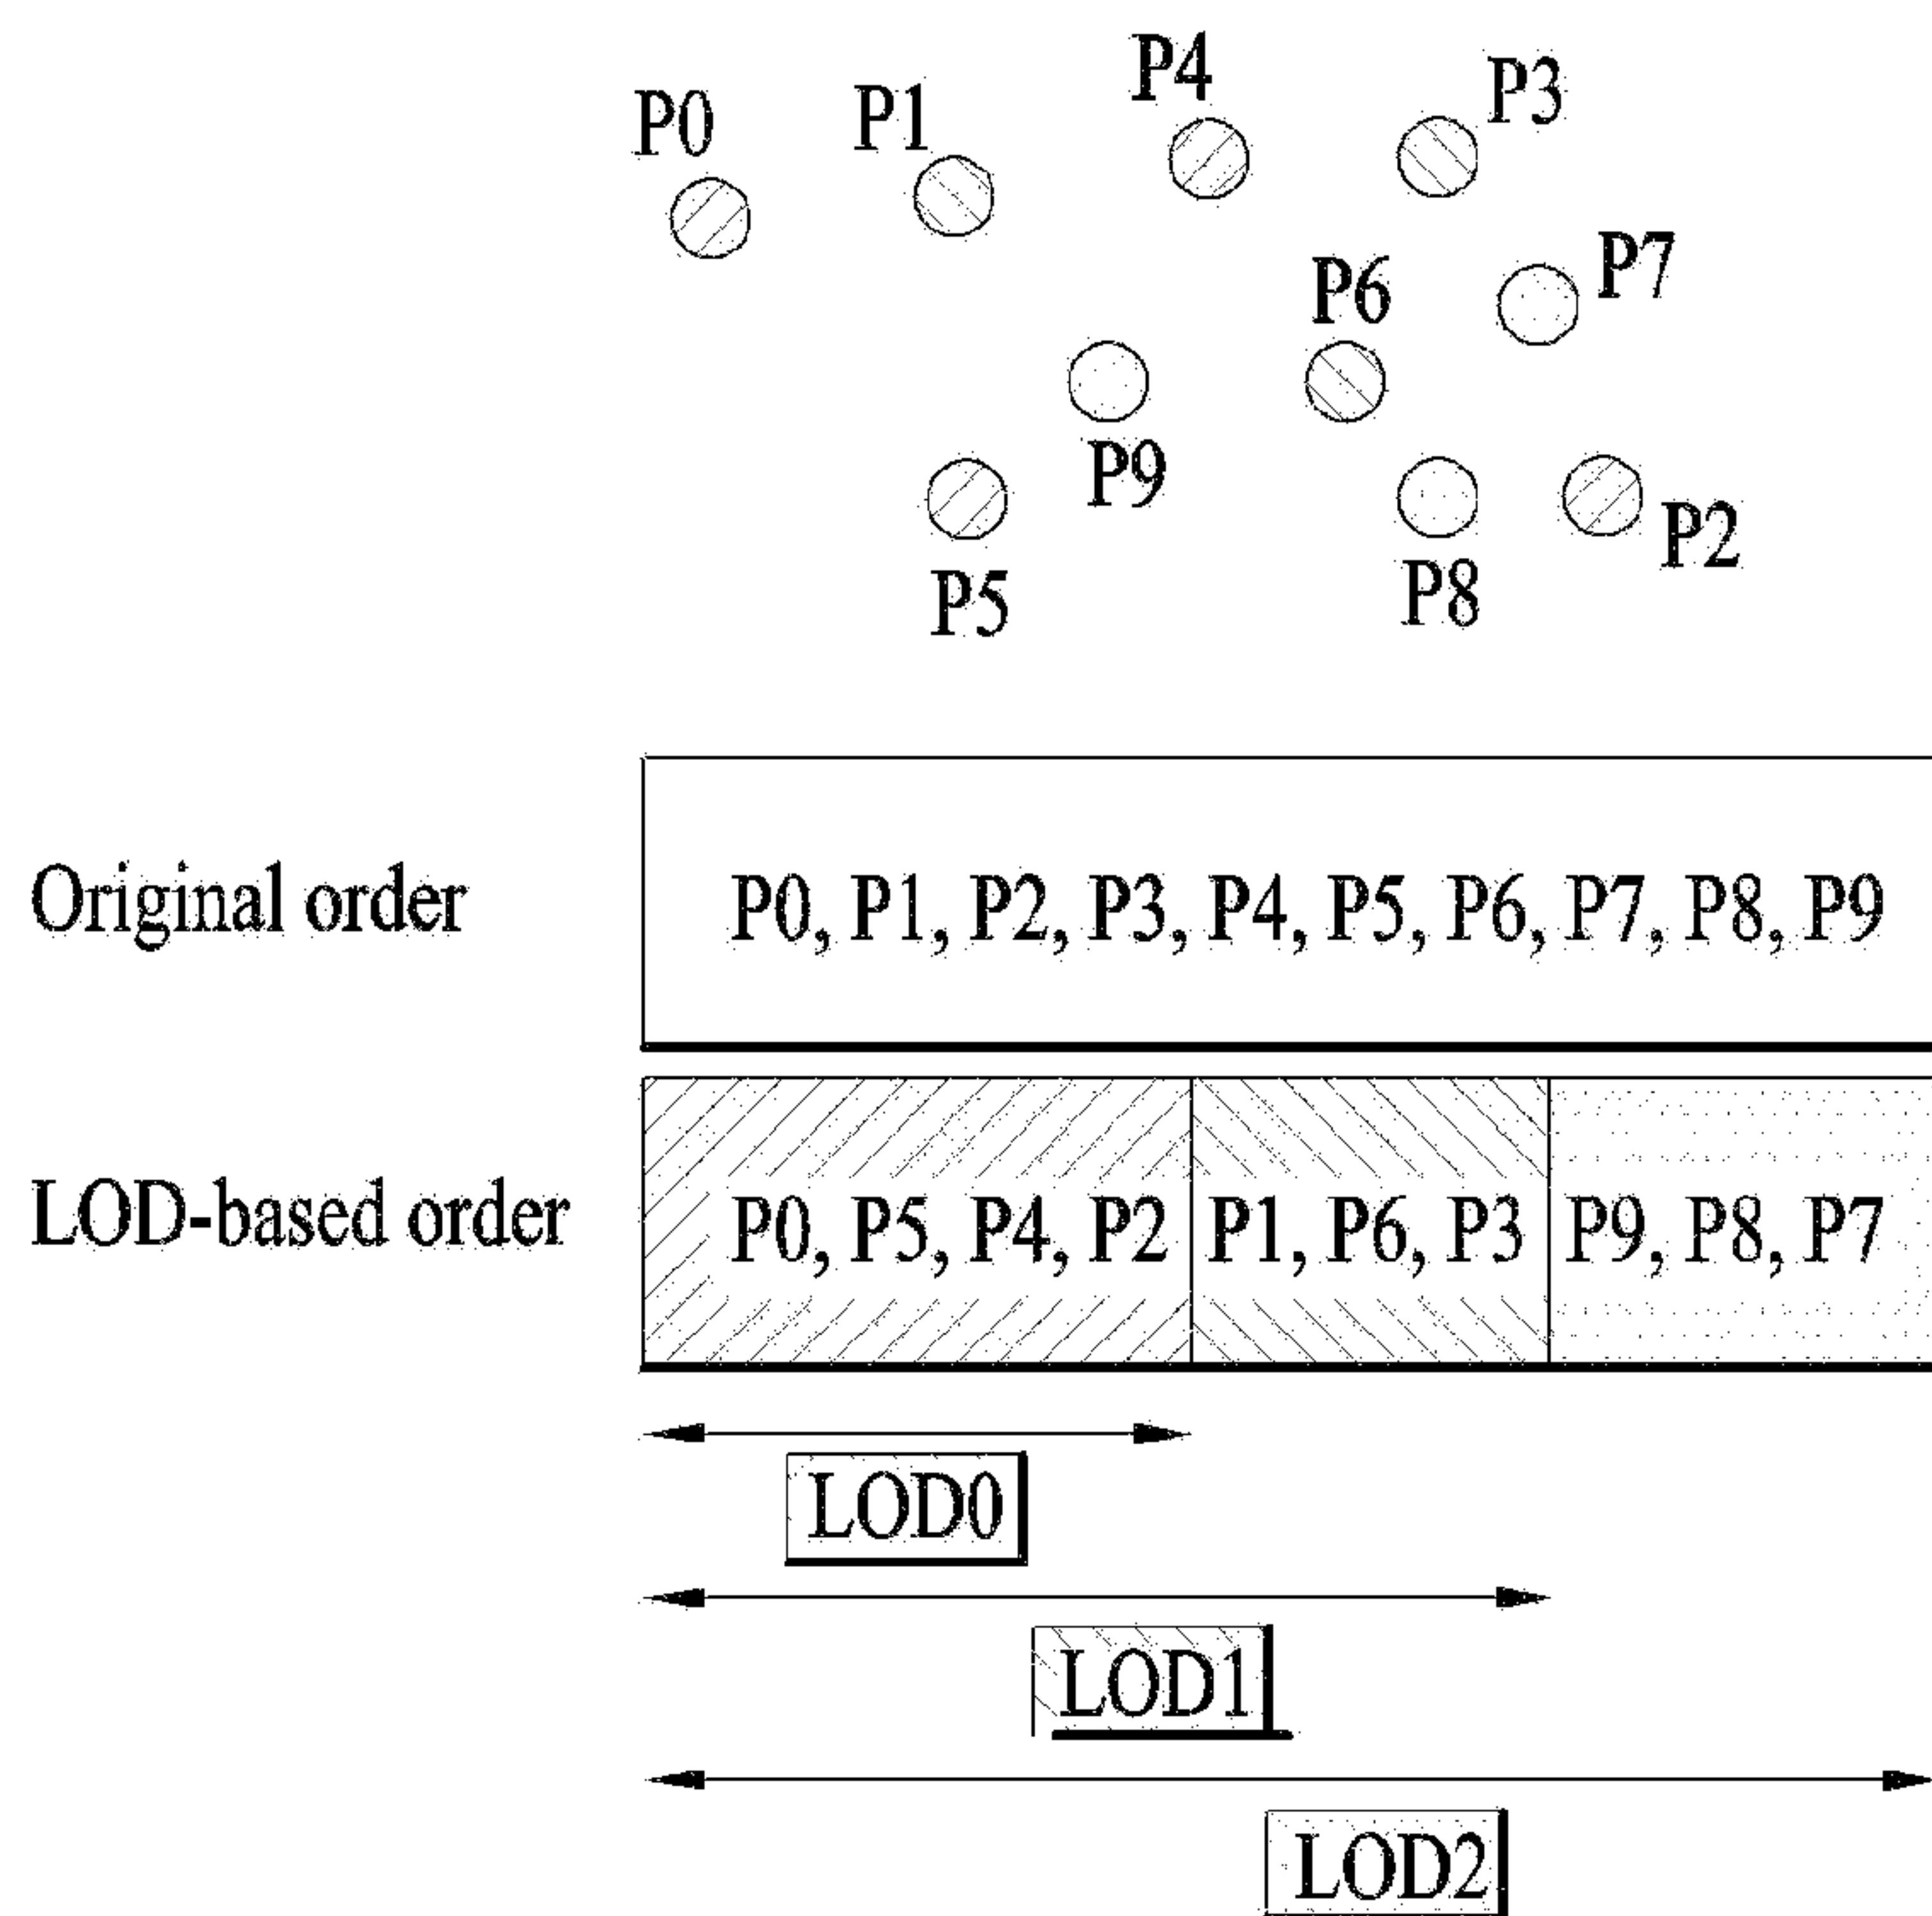 P4
P3
P0
P1
P7
P6
P9
P2
P8
P5
Original order
P0, P1, P2, P3, P4, P5, P6, P7, P8, P9
LOD-based order
P0, P5, P4, P2 P1, P6, P3 P9, P8, P7
LOD0
LOD1
LOD2